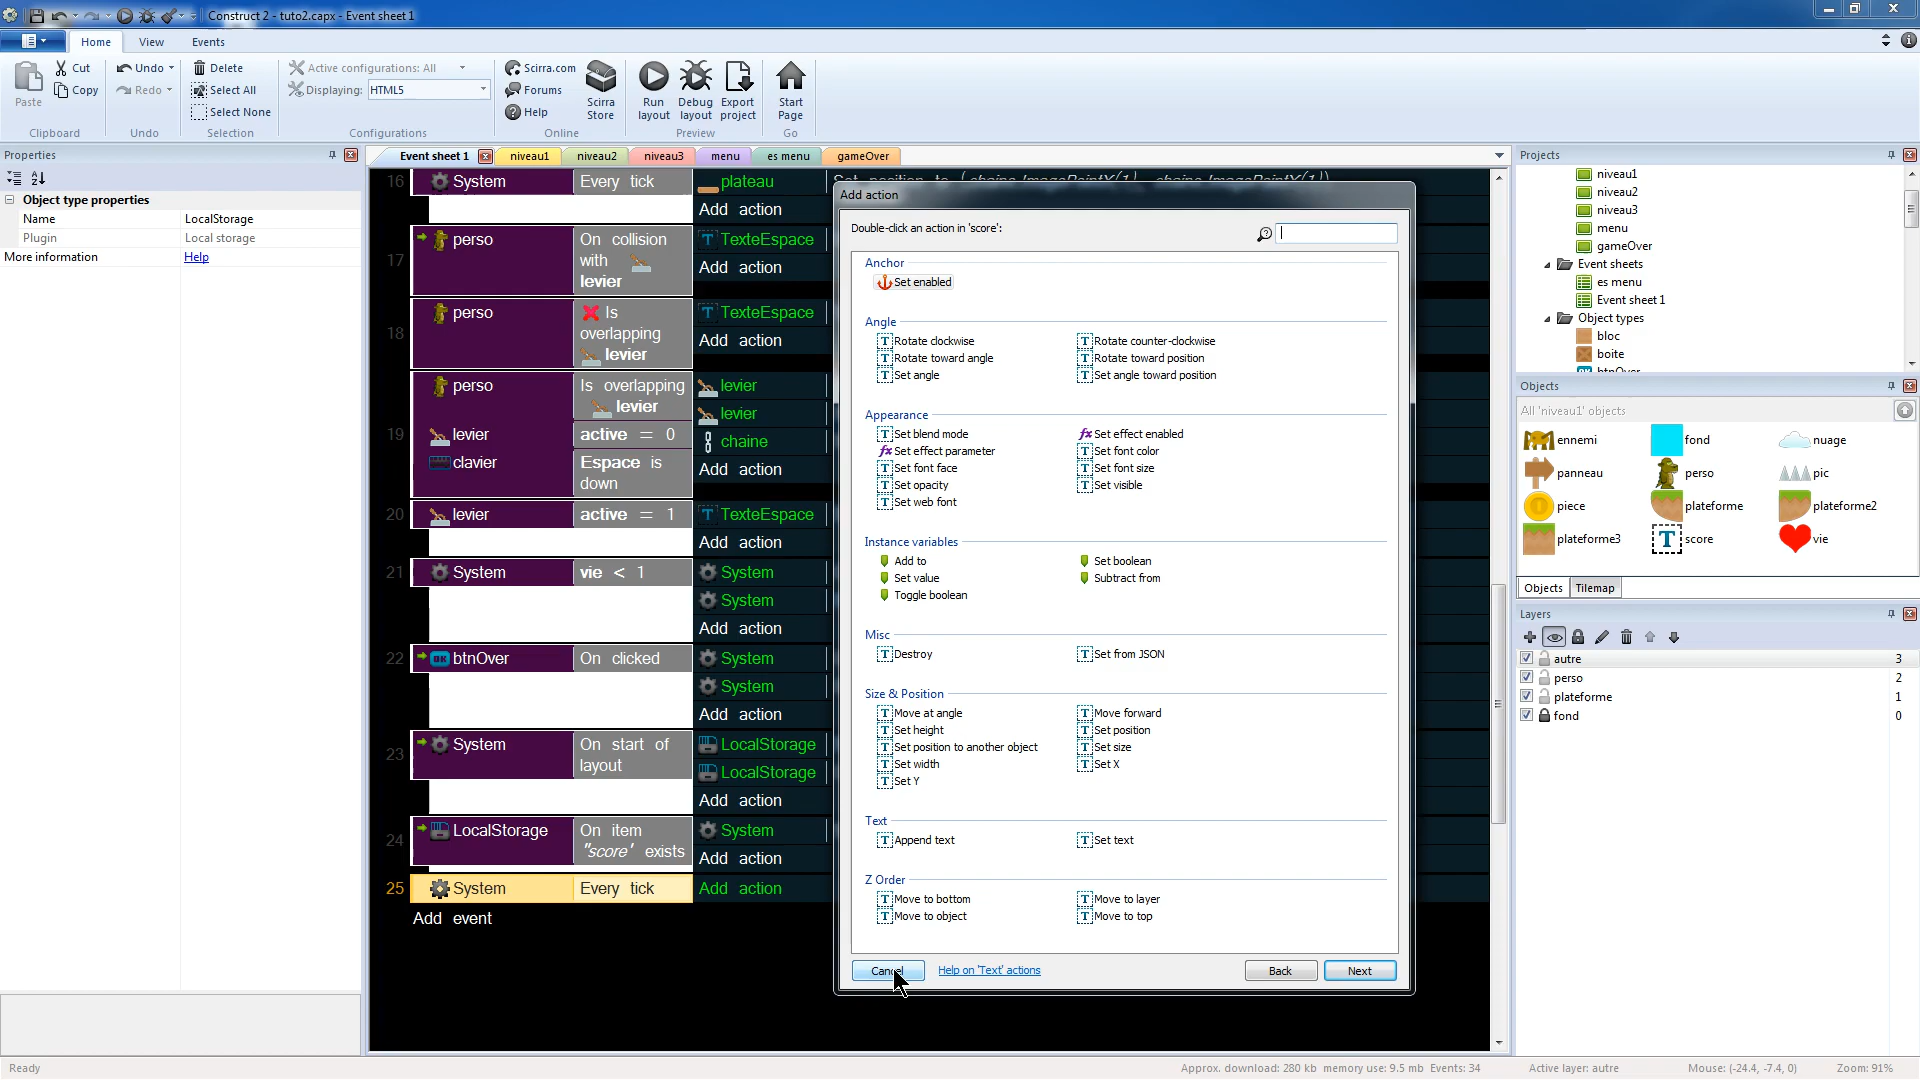 Construct 2 - tuto2.capx - Event sheet 1
Home
View
Events
Paste
Cut
Copy
Clipboard
Undo
Redo
Undo
Delete
Select All
Select None
Selection
Active configurations: All
Displaying:
HTML5
Configurations
Scirra.com
Forums
Help
Scirra Store
Online
Run layout
Debug layout
Export project
Preview
Start Page
Go
Properties
Object type properties
Name
LocalStorage
Plugin
Local storage
More information
Help
Event sheet 1
niveau1
niveau2
niveau3
menu
es menu
gameOver
16
System
Every tick
plateau
Set position to (chaine.ImagePointX(1), chaine.ImagePointY(1))
Add action
17
perso
On collision with levier
TexteEspace
Add action
18
perso
Is overlapping levier
TexteEspace
Add action
19
perso
Is overlapping levier
levier
levier
levier
active = 0
chaine
clavier
Espace is down
Add action
20
levier
active = 1
TexteEspace
Add action
21
System
vie < 1
System
System
Add action
22
OK
btnOver
On clicked
System
System
Add action
23
System
On start of layout
LocalStorage
LocalStorage
Add action
24
LocalStorage
On item "score" exists
System
Add action
25
System
Every tick
Add action
Add event
Add action
Double-click an action in 'score':
Anchor
Set enabled
Angle
Rotate clockwise
Rotate counter-clockwise
Rotate toward angle
Rotate toward position
Set angle
Set angle toward position
Appearance
Set blend mode
Set effect enabled
Set effect parameter
Set font color
Set font face
Set font size
Set opacity
Set visible
Set web font
Instance variables
Add to
Set boolean
Set value
Subtract from
Toggle boolean
Misc
Destroy
Set from JSON
Size & Position
Move at angle
Move forward
Set height
Set position
Set position to another object
Set size
Set width
Set X
Set Y
Text
Append text
Set text
Z Order
Move to bottom
Move to layer
Move to object
Move to top
Cancel
Help on 'Text' actions
Back
Next
Projects
niveau1
niveau2
niveau3
menu
gameOver
Event sheets
es menu
Event sheet 1
Object types
bloc
boite
btnOver
Objects
All 'niveau1' objects
ennemi
fond
nuage
panneau
perso
pic
piece
plateforme
plateforme2
plateforme3
score
vie
Objects
Tilemap
Layers
autre
3
perso
2
plateforme
1
fond
0
Ready
Approx. download: 280 kb memory use: 9.5 mb Events: 34
Active layer: autre
Mouse: (-24.4, -7.4, 0)
Zoom: 91%